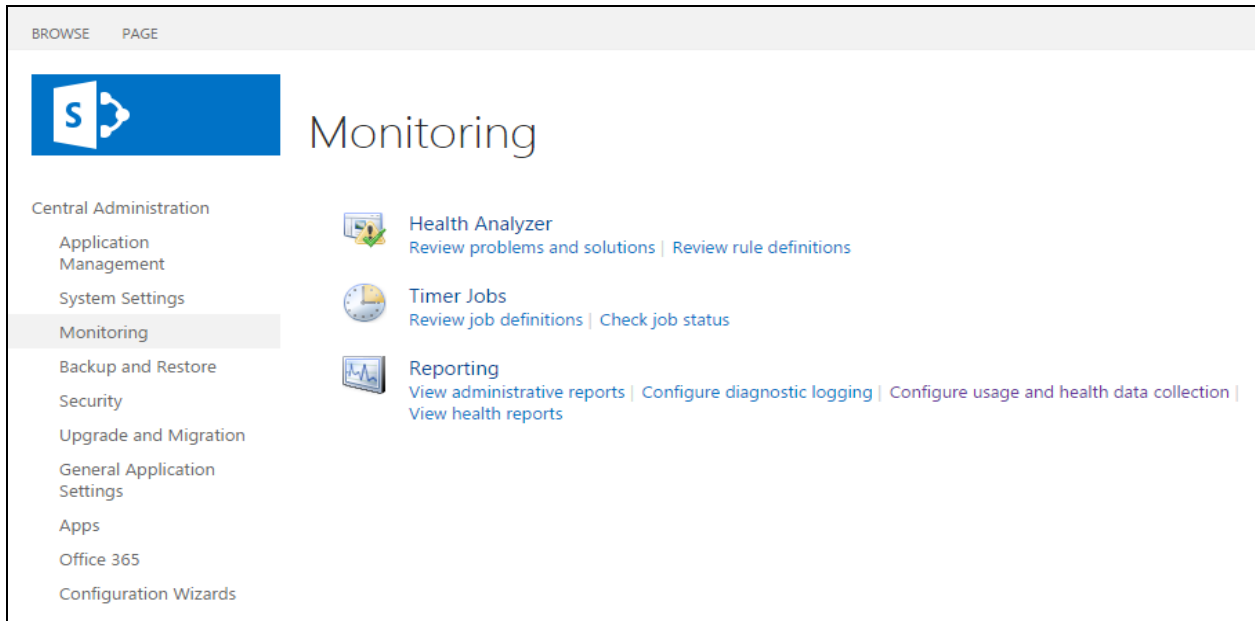 BROWSE PAGE
S
Monitoring
Central Administration
Application
Management
System Settings
Monitoring
Backup and Restore
Security
Upgrade and Migration
General Application
Settings
Apps
Office 365
Configuration Wizards
Health Analyzer
Review problems and solutions | Review rule definitions
Timer Jobs
Review job definitions | Check job status
Reporting
View administrative reports | Configure diagnostic logging | Configure usage and health data collection |
View health reports